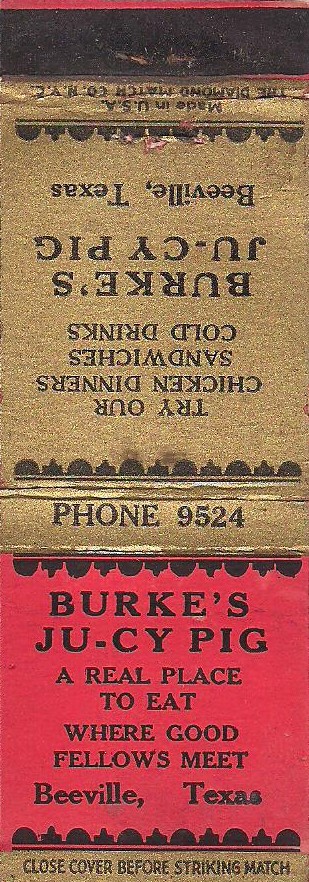 PHONE 9524
BURKE'S
JU-CY PIG
A REAL PLACE
TO EAT
WHERE GOOD
FELLOWS MEET
Beeville, Texas
CLOSE COVER BEFORE STRIKING MATCH
TRY OUR
CHICKEN DINNERS
SANDWICHES
COLD DRINKS
BURKE'S
JU-CY PIG
Beeville, Texas
Made in U.S.A.
THE DIAMOND MATCH CO N.Y.C.